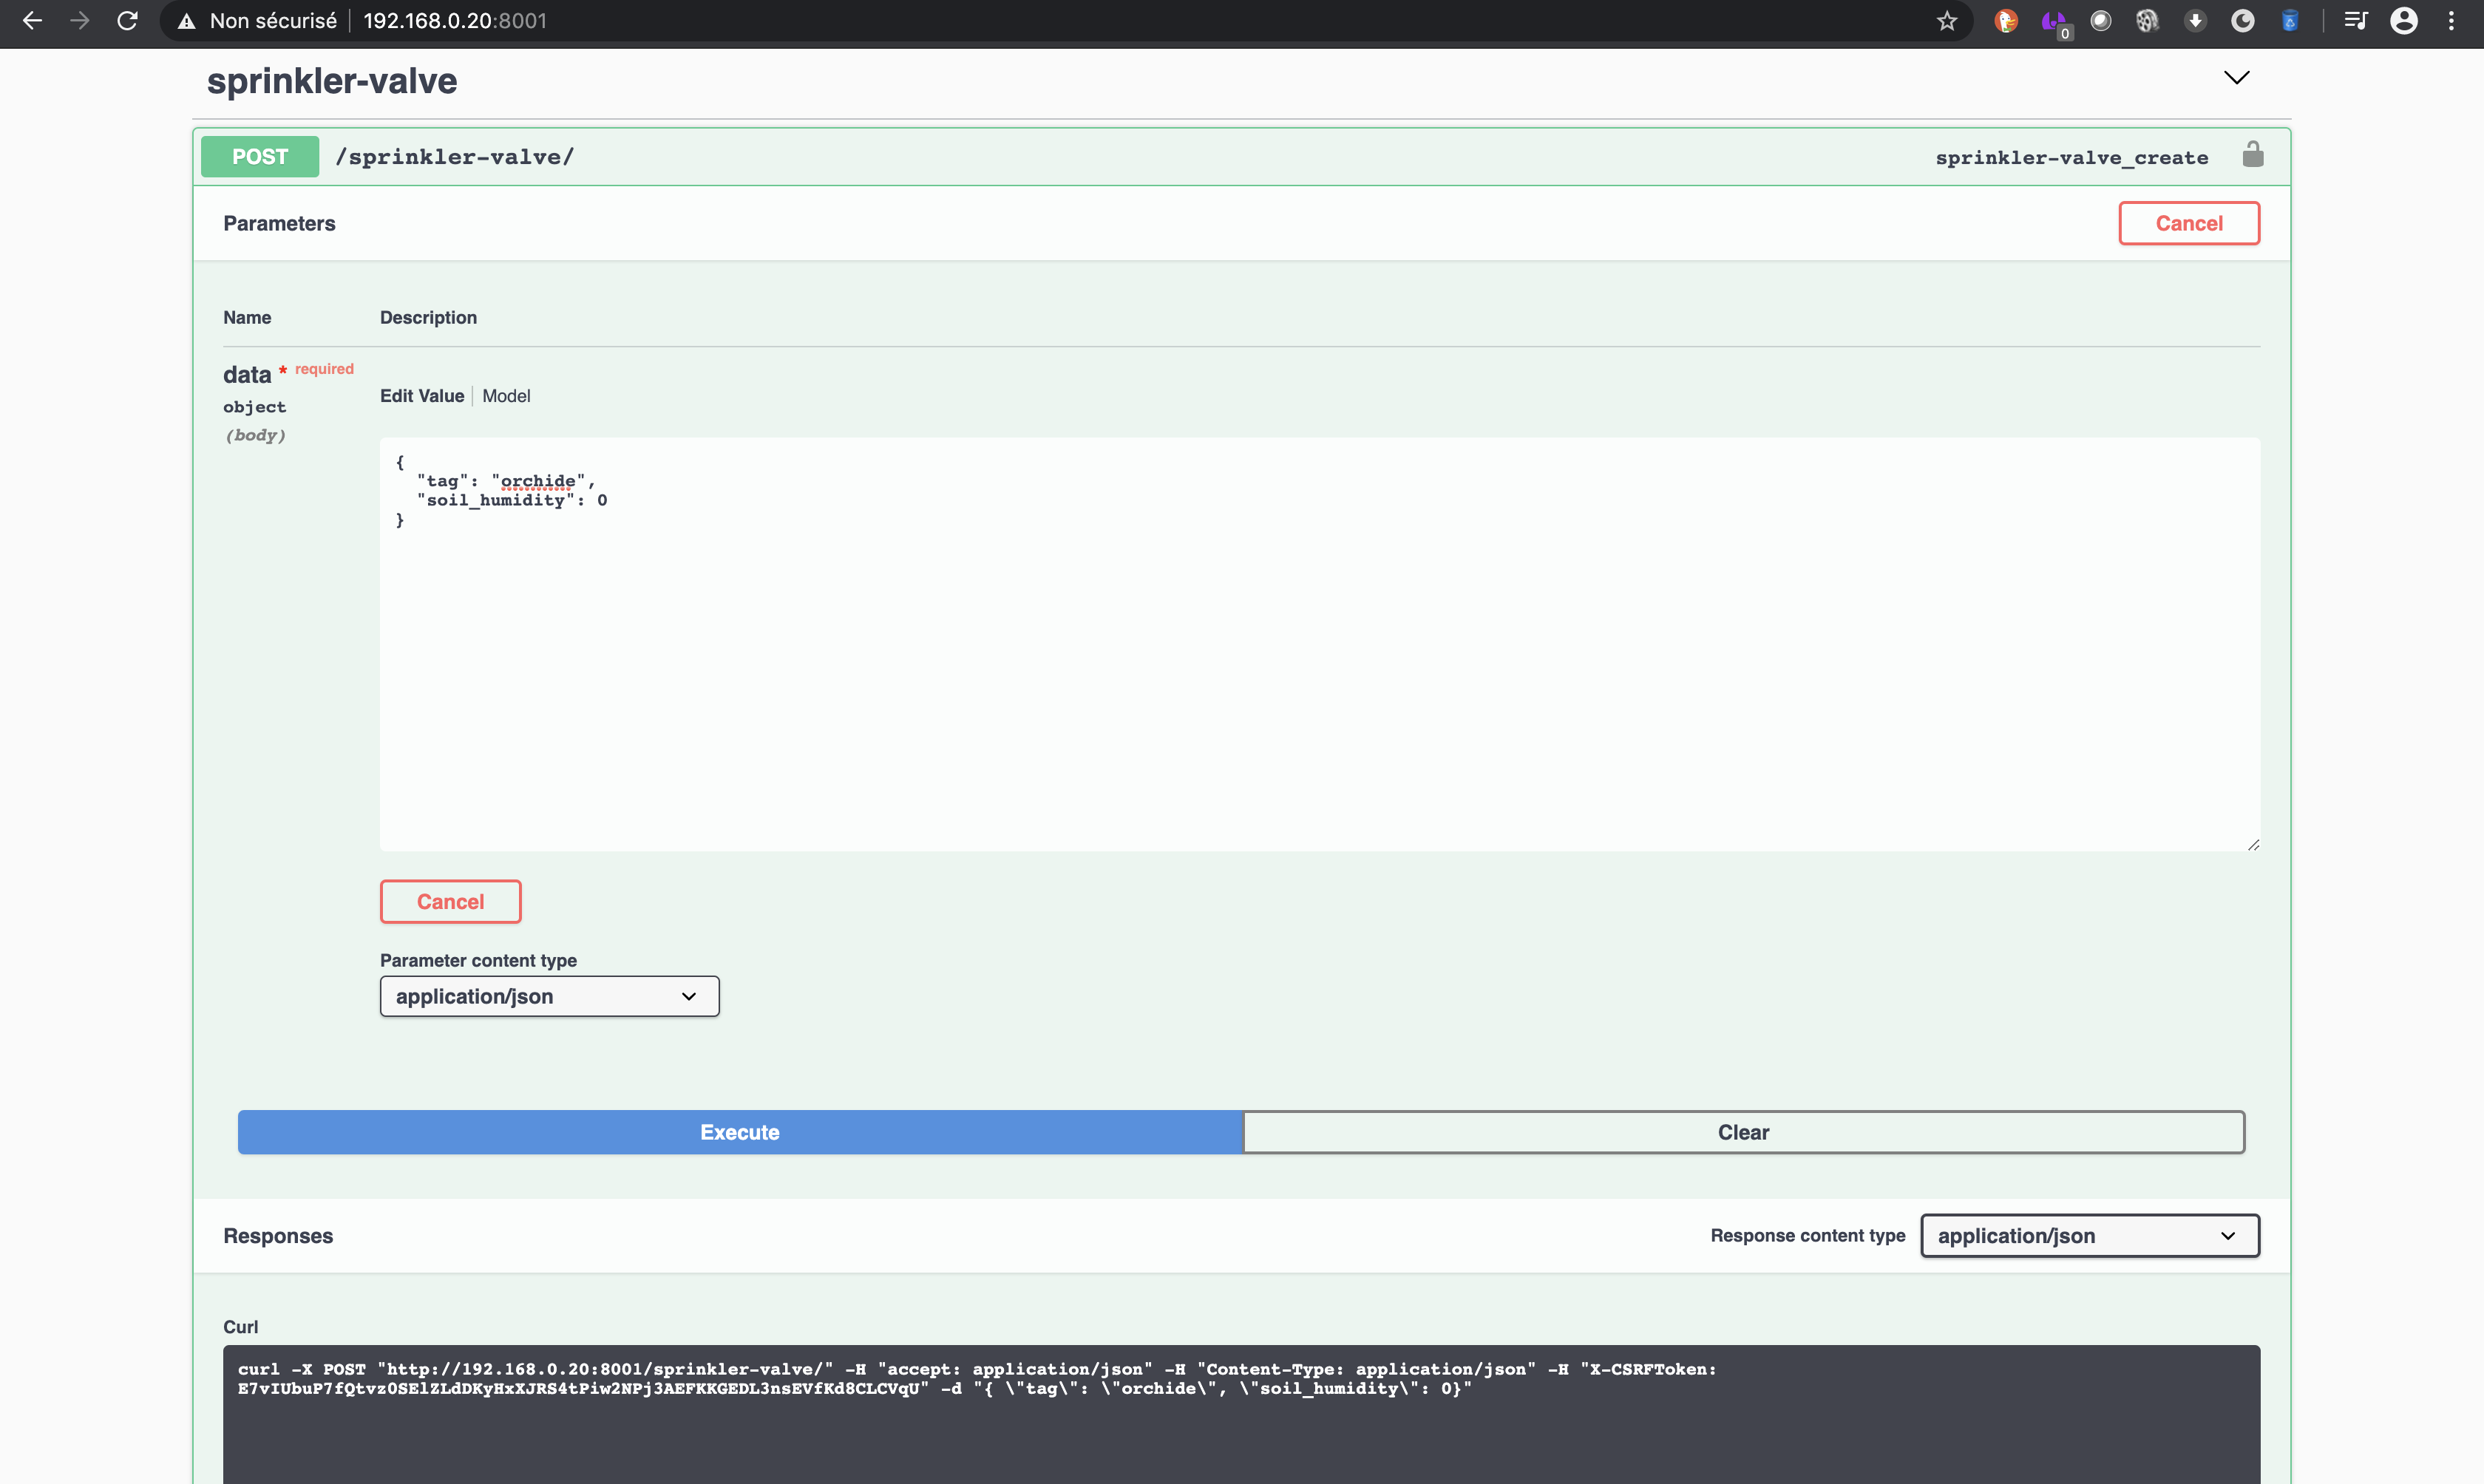 Non sécurisé 192.168.0.20:8001
0
sprinkler-valve
POST /sprinkler-valve/ sprinkler-valve_create
Parameters Cancel
Name Description
data * required
object
(body)
Edit Value Model
{
"tag": "orchide",
"soil_humidity": 0
}
Cancel
Parameter content type
application/json
Execute Clear
Responses Response content type application/json
Curl
curl -X POST "http://192.168.0.20:8001/sprinkler-valve/" -H "accept: application/json" -H "Content-Type: application/json" -H "X-CSRFToken:
E7vIUbuP7fQtvz0SElZLdDKyHxXJRS4tPiw2NPj3AEFKKGEDL3nsEVfKd8CLCVqU" -d "{ \"tag\": \"orchide\", \"soil_humidity\": 0}"